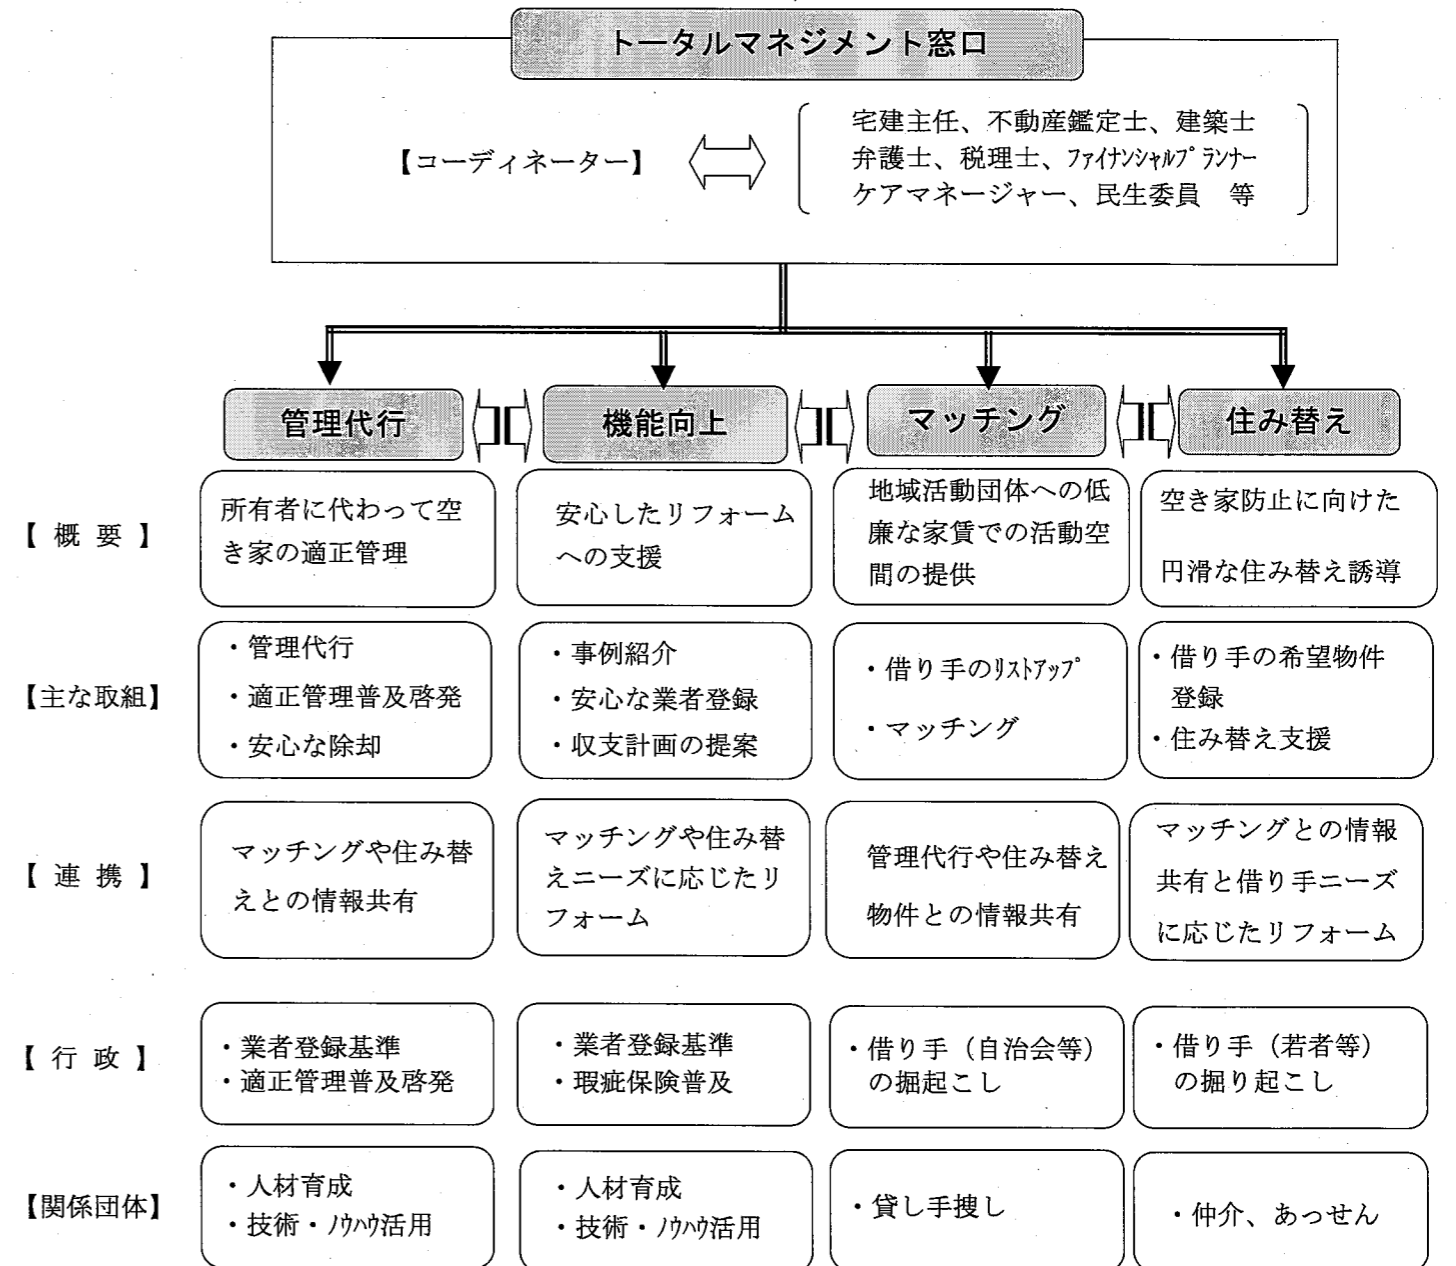 トータルマネジメント窓口
【コーディネーター】
宅建主任、不動産鑑定士、建築士
弁護士、税理士、ﾌｧｲﾅﾝｼｬﾙﾌﾟﾗﾝﾅｰ
ケアマネージャー、民生委員　等
管理代行
機能向上
マッチング
住み替え
【 概 要 】
所有者に代わって空
き家の適正管理
安心したリフォーム
への支援
地域活動団体への低
廉な家賃での活動空
間の提供
空き家防止に向けた
円滑な住み替え誘導
【主な取組】
・管理代行
・適正管理普及啓発
・安心な除却
・事例紹介
・安心な業者登録
・収支計画の提案
・借り手のﾘｽﾄｱｯﾌﾟ
・マッチング
・借り手の希望物件
登録
・住み替え支援
【 連 携 】
マッチングや住み替
えとの情報共有
マッチングや住み替
えニーズに応じたリ
フォーム
管理代行や住み替え
物件との情報共有
マッチングとの情報
共有と借り手ニーズ
に応じたリフォーム
【 行 政 】
・業者登録基準
・適正管理普及啓発
・業者登録基準
・瑕疵保険普及
・借り手（自治会等）
の掘起こし
・借り手（若者等）
の掘り起こし
【関係団体】
・人材育成
・技術・ﾉｳﾊｳ活用
・人材育成
・技術・ﾉｳﾊｳ活用
・貸し手捜し
・仲介、あっせん